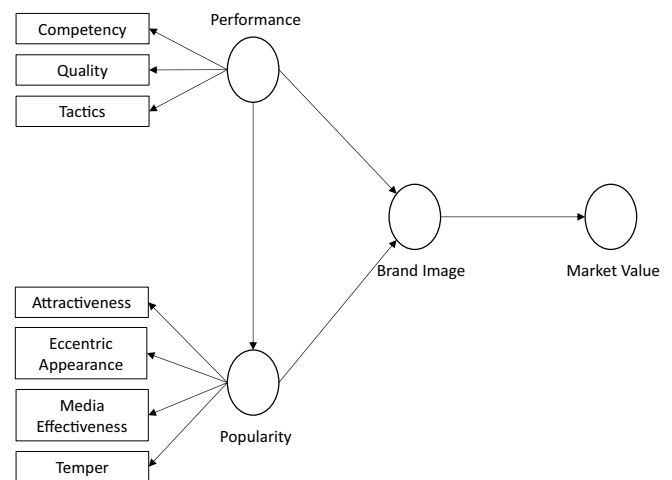 Performance
Competency
Quality
Tactics
Brand Image
Market Value
Attractiveness
Eccentric
Appearance
Media
Effectiveness
Popularity
Temper